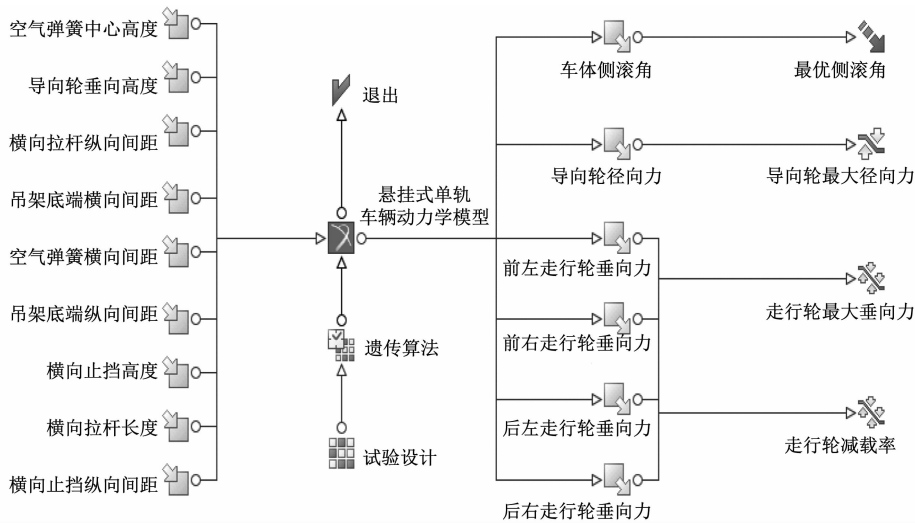 空气弹簧中心高度
导向轮垂向高度
横向拉杆纵向间距
吊架底端横向间距
空气弹簧横向间距
吊架底端纵向间距
横向止挡高度
横向拉杆长度
横向止挡纵向间距
退出
悬挂式单轨
车辆动力学模型
遗传算法
试验设计
车体侧滚角
导向轮径向力
前左走行轮垂向力
前右走行轮垂向力
后左走行轮垂向力
后右走行轮垂向力
最优侧滚角
导向轮最大径向力
走行轮最大垂向力
走行轮减载率